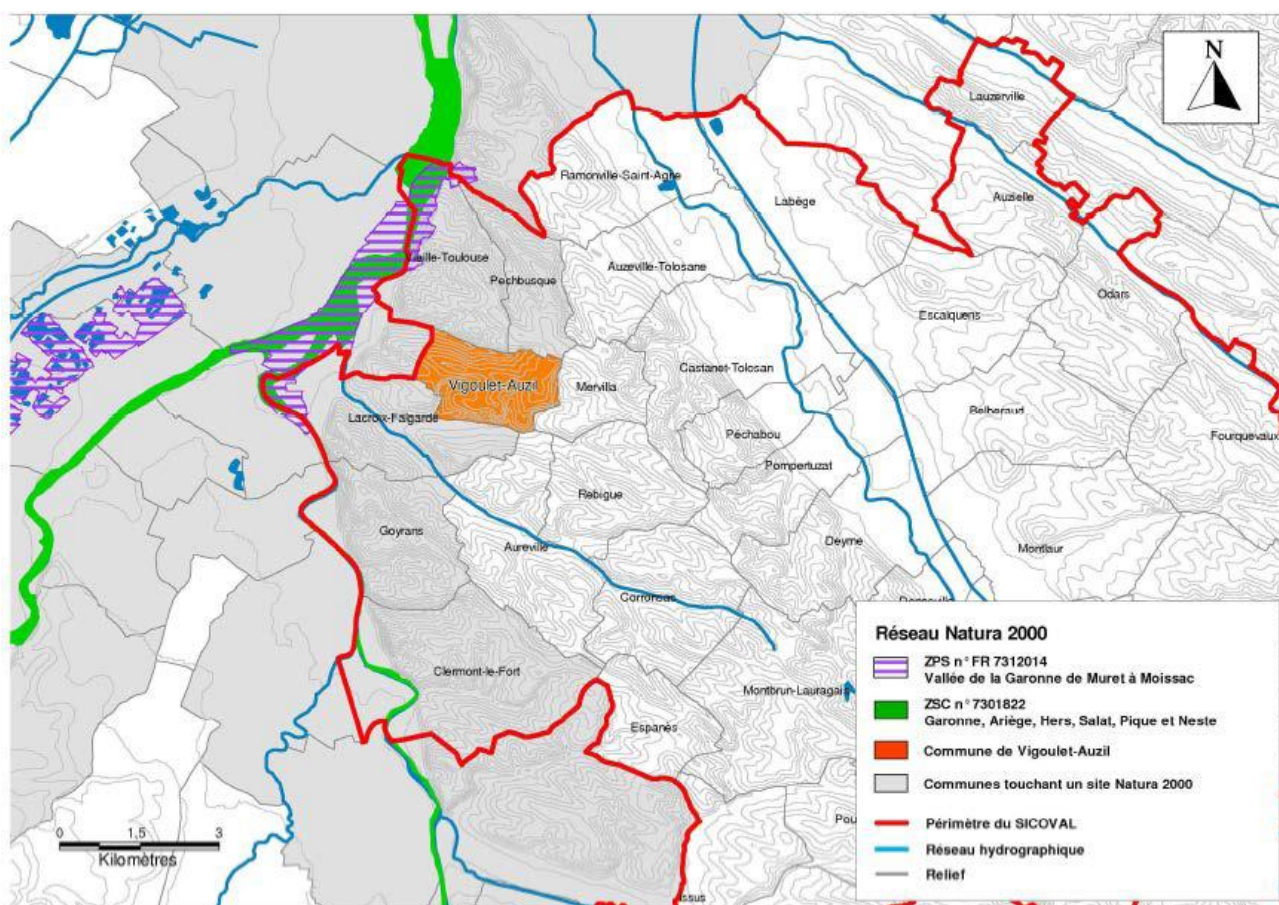 N
Lauzerville
Ramonville-Saint-Agne
Labège
Auzielle
Vieille-Toulouse
Pechbusque
Auzeville-Tolosane
Odars
Escalquens
Castanet-Tolosan
Vigoulet-Auzil
Mervilla
Belberaud
Lacroix-Falgarde
Péchabou
Fourquevaux
Pompertuzat
Rebigue
Goyrans
Aureville
Deyme
Montlaur
Corronsac
Clermont-le-Fort
Montbrun-Lauragais
Espanès
Pou
Issus
0 1,5 3
Kilomètres
Réseau Natura 2000
ZPS n° FR 7312014
Vallée de la Garonne de Muret à Moissac
ZSC n° 7301822
Garonne, Ariège, Hers, Salat, Pique et Neste
Commune de Vigoulet-Auzil
Communes touchant un site Natura 2000
Périmètre du SICOVAL
Réseau hydrographique
Relief